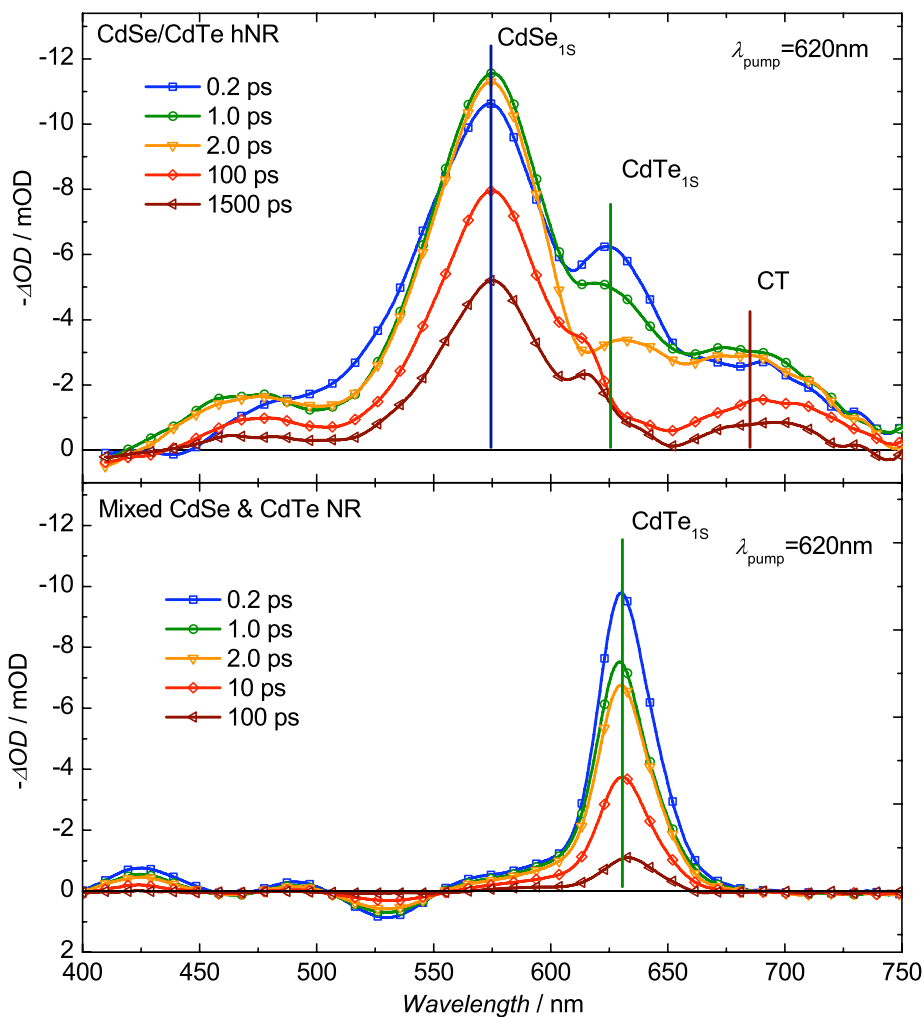 CdSe/CdTe hNR
CdSe1S
λpump=620nm
0.2 ps
1.0 ps
2.0 ps
100 ps
1500 ps
CdTe1S
CT
-12
-10
-8
-6
-4
-2
0
-ΔOD / mOD
Mixed CdSe & CdTe NR
CdTe1S
λpump=620nm
0.2 ps
1.0 ps
2.0 ps
10 ps
100 ps
-12
-10
-8
-6
-4
-2
0
2
-ΔOD / mOD
400 450 500 550 600 650 700 750
Wavelength / nm